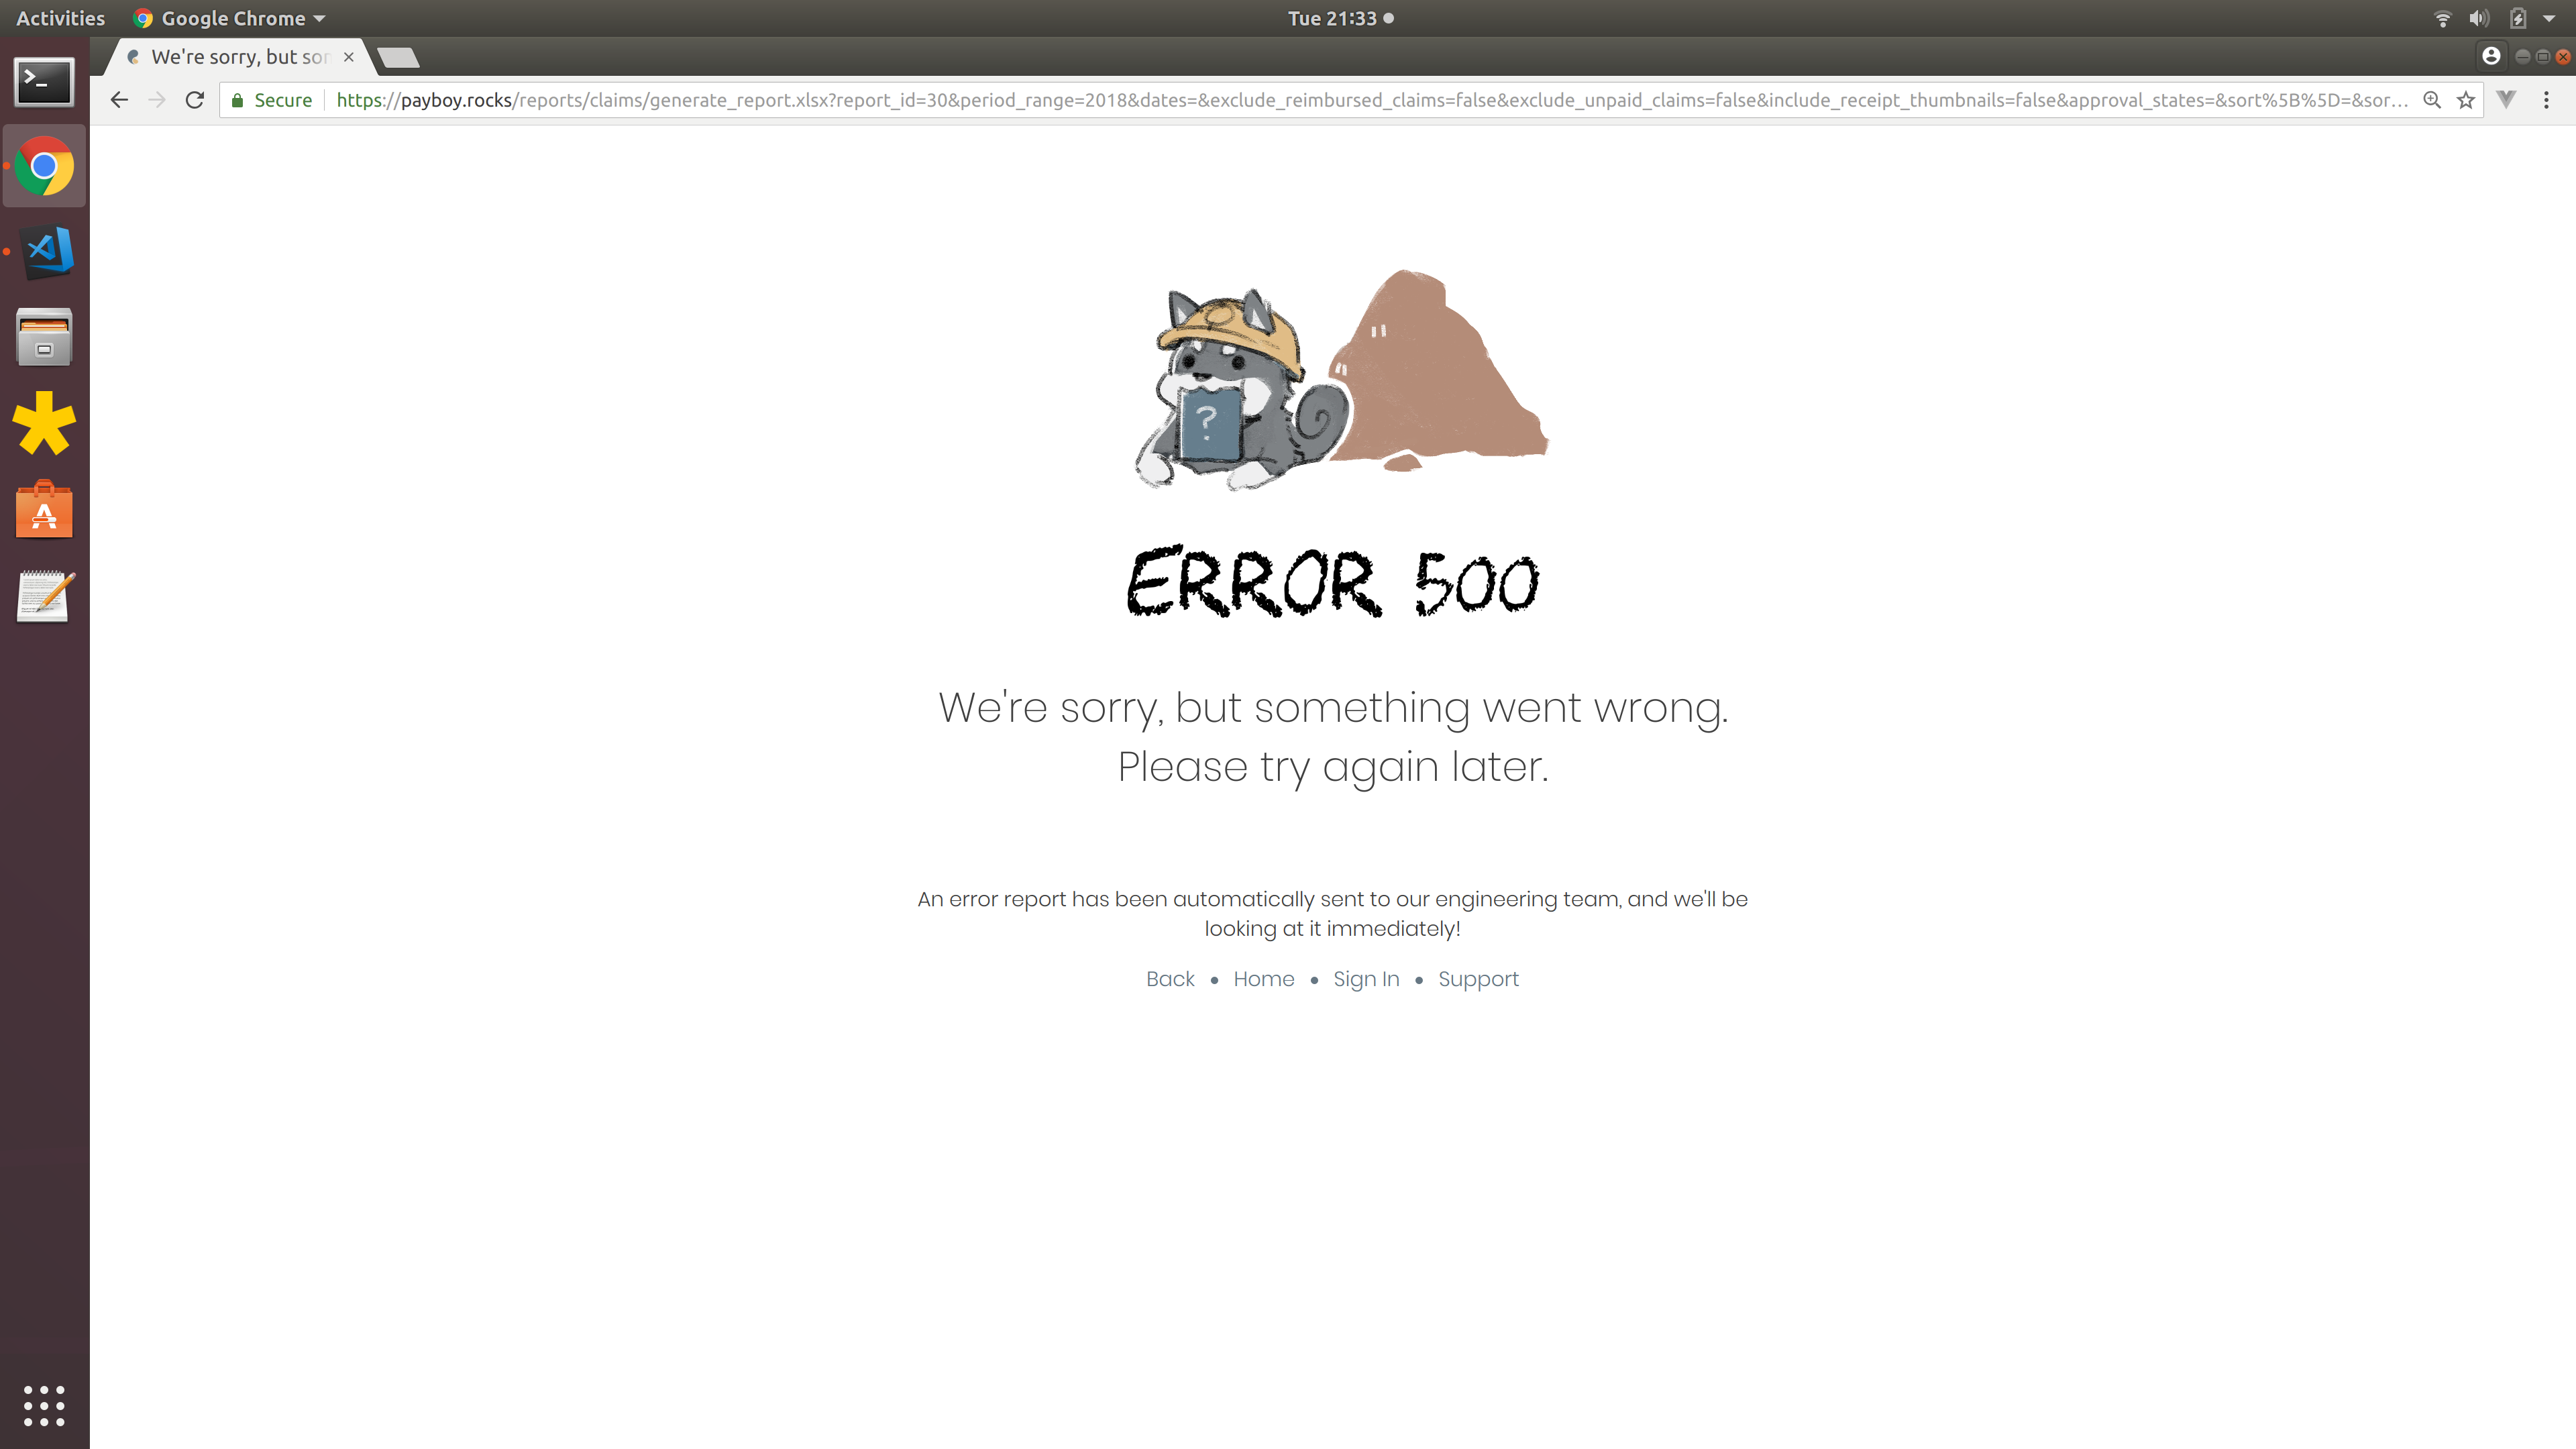 Activities Google Chrome Tue 21:33
We're sorry, but sor
Secure https://payboy.rocks/reports/claims/generate_report.xlsx?report_id=30&period_range=2018&dates=&exclude_reimbursed_claims=false&exclude_unpaid_claims=false&include_receipt_thumbnails=false&approval_states=&sort%5B%5D=&sor...
?
ERROR 500
We're sorry, but something went wrong.
Please try again later.
An error report has been automatically sent to our engineering team, and we'll be
looking at it immediately!
Back • Home • Sign In • Support